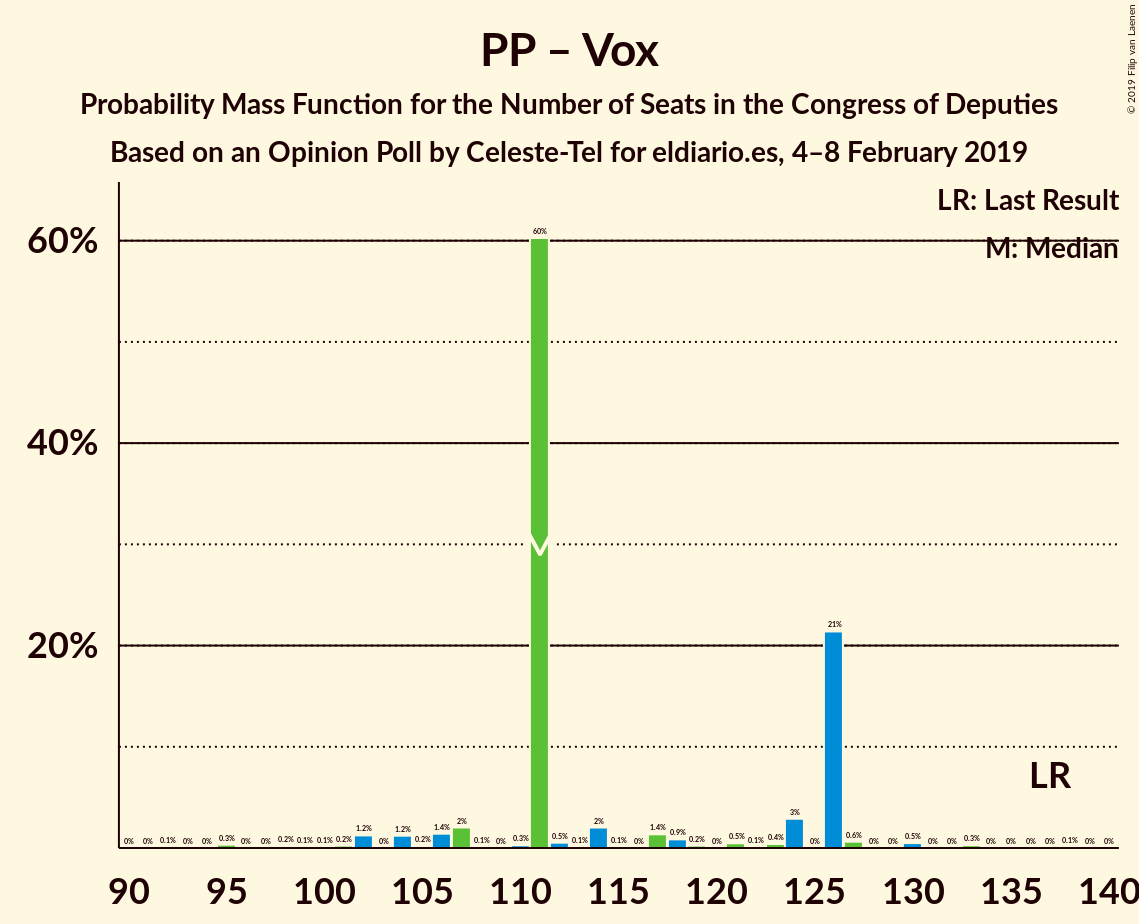 PP – Vox
Probability Mass Function for the Number of Seats in the Congress of Deputies
Based on an Opinion Poll by Celeste-Tel for eldiario.es, 4–8 February 2019
© 2019 Filip van Laenen
LR: Last Result
M: Median
60%
40%
20%
0% 0% 0.1% 0% 0% 0.3% 0% 0% 0.2% 0.1% 0.1% 0.2% 1.2% 0% 1.2% 0.2% 1.4% 2% 0.1% 0% 0.3% 60% 0.5% 0.1% 2% 0.1% 0% 1.4% 0.9% 0.2% 0% 0.5% 0.1% 0.4% 3% 0% 21% 0.6% 0% 0% 0.5% 0% 0% 0.3% 0% 0% 0% 0% 0.1% 0% 0%
LR
90 95 100 105 110 115 120 125 130 135 140